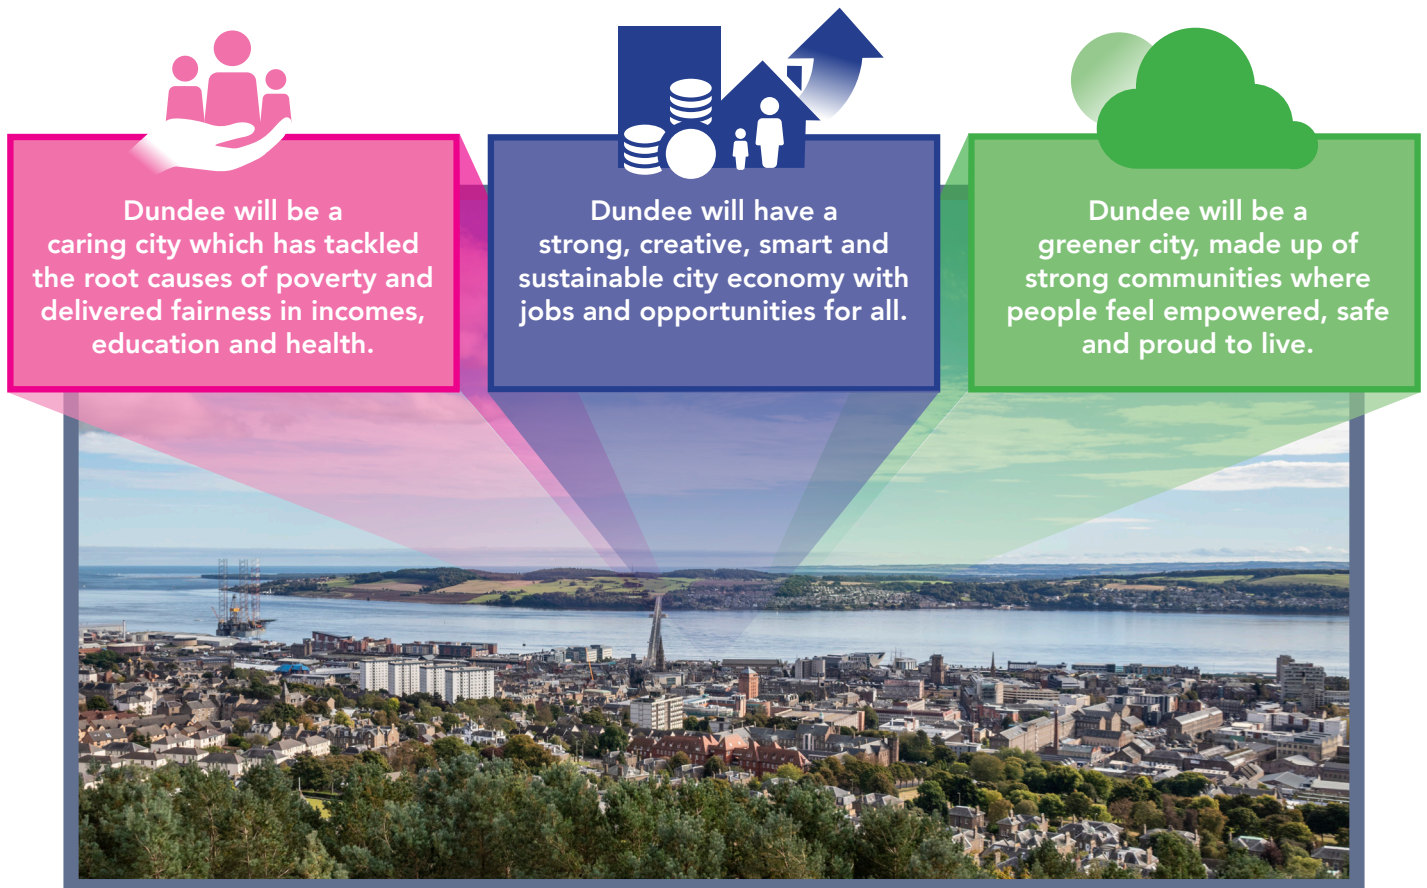 Dundee will be a
caring city which has tackled
the root causes of poverty and
delivered fairness in incomes,
education and health.
Dundee will have a
strong, creative, smart and
sustainable city economy with
jobs and opportunities for all.
Dundee will be a
greener city, made up of
strong communities where
people feel empowered, safe
and proud to live.